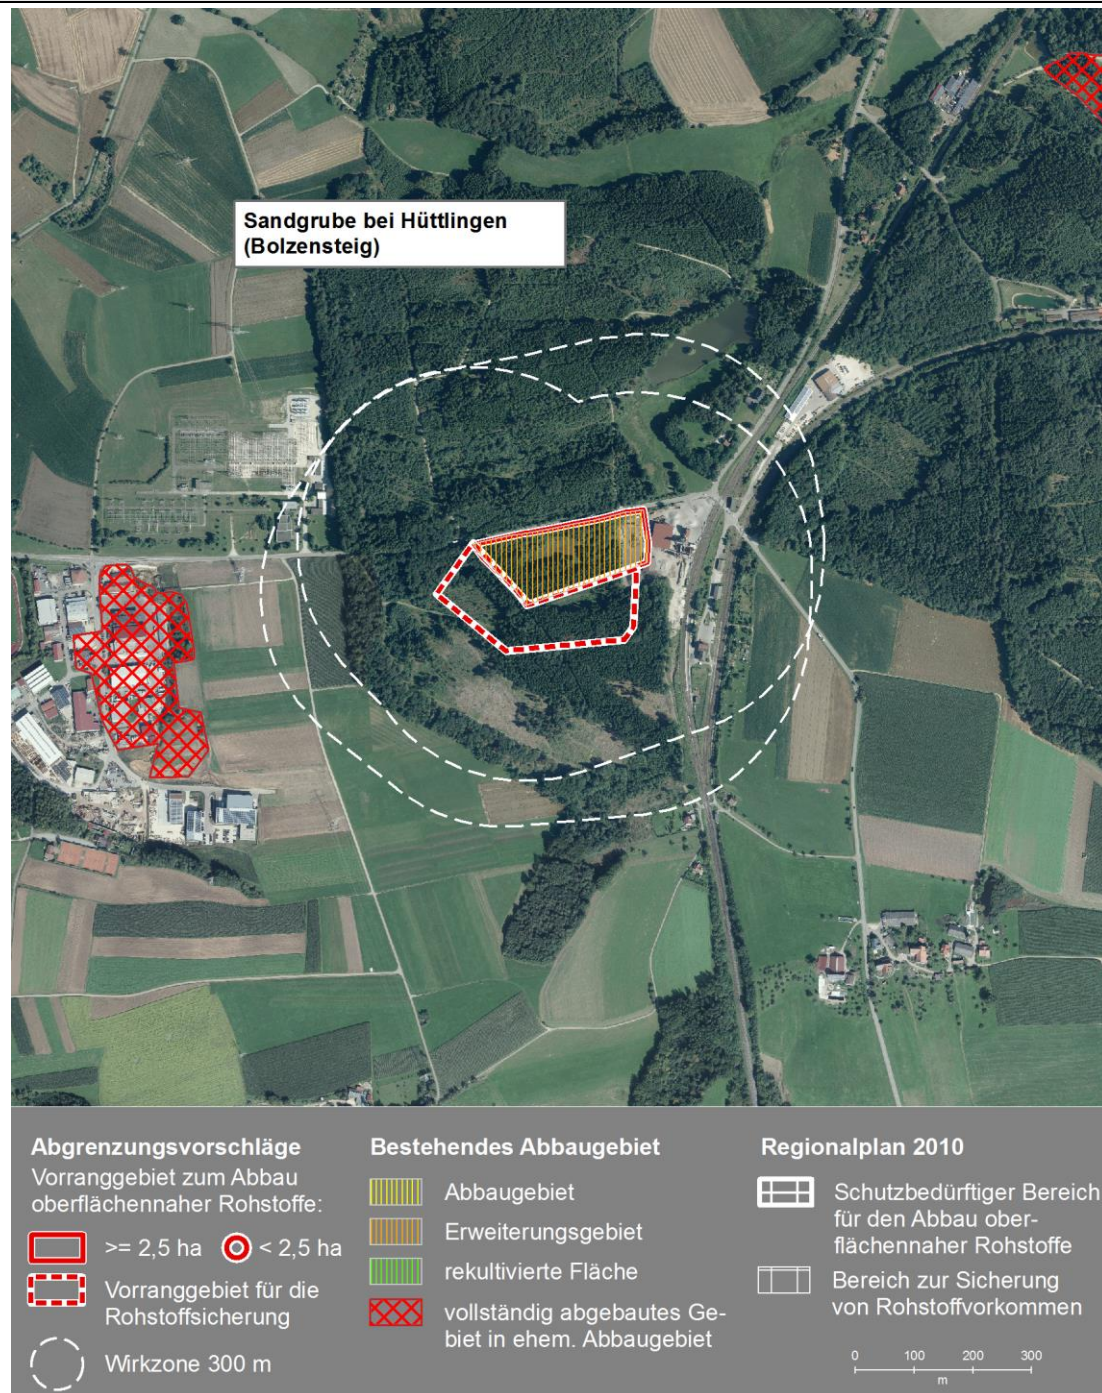 Sandgrube bei Hüttlingen
(Bolzensteig)
Abgrenzungsvorschläge
Vorranggebiet zum Abbau
oberflächennaher Rohstoffe:
>= 2,5 ha
< 2,5 ha
Vorranggebiet für die
Rohstoffsicherung
Wirkzone 300 m
Bestehendes Abbaugebiet
Abbaugebiet
Erweiterungsgebiet
rekultivierte Fläche
vollständig abgebautes Ge-
biet in ehem. Abbaugebiet
Regionalplan 2010
Schutzbedürftiger Bereich
für den Abbau ober-
flächennaher Rohstoffe
Bereich zur Sicherung
von Rohstoffvorkommen
0 100 200 300
m